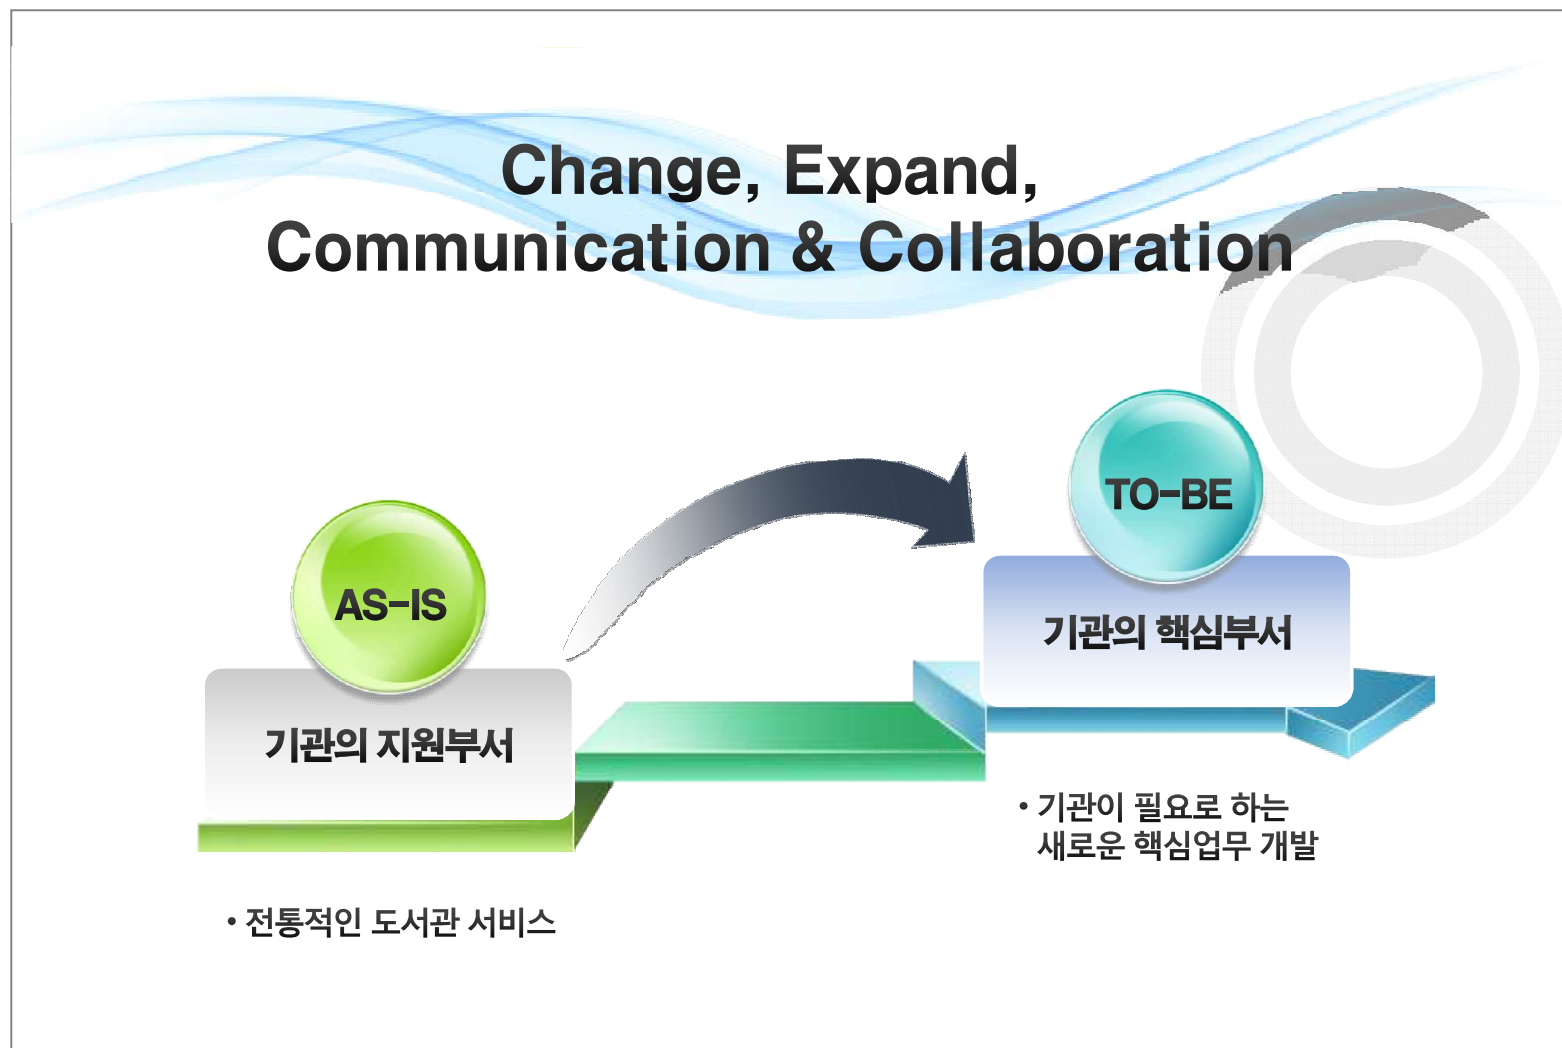 Change, Expand,
Communication & Collaboration
AS-IS
기관의 지원부서
• 전통적인 도서관 서비스
TO-BE
기관의 핵심부서
• 기관이 필요로 하는
새로운 핵심업무 개발